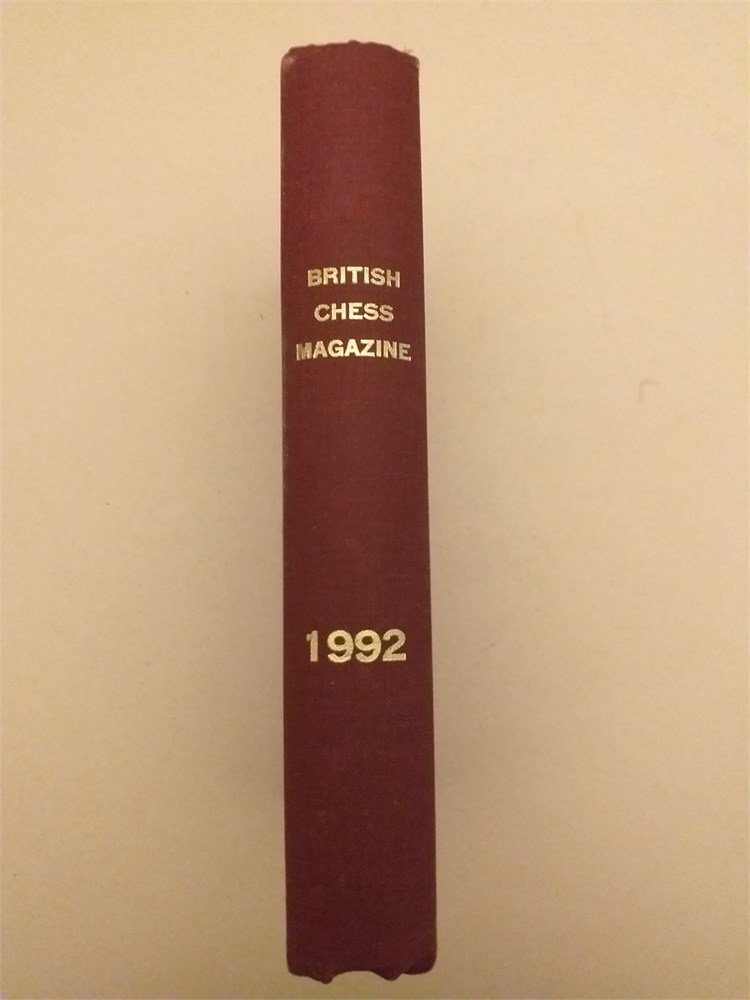 BRITISH
CHESS
MAGAZINE
1992